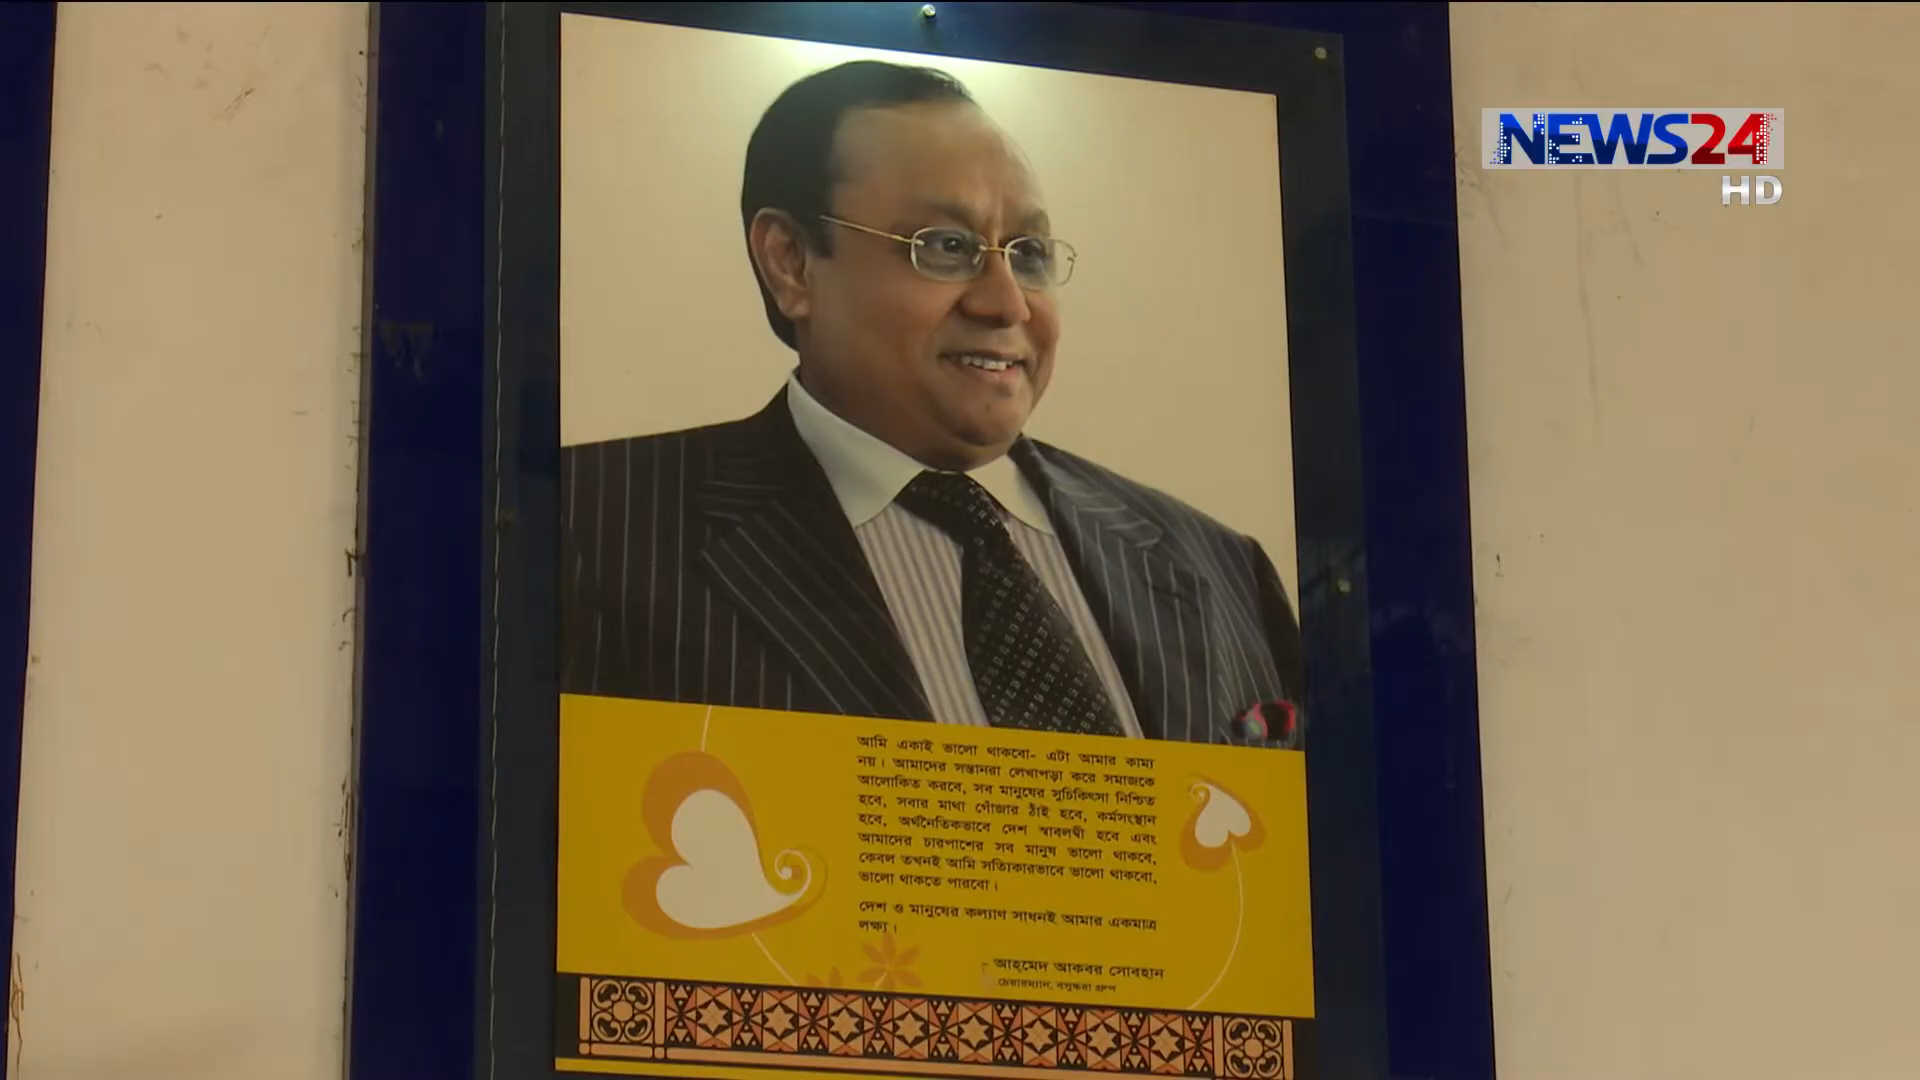 NEWS24
HD
আমি একাই ভালো থাকবো- এটা আমার কাম্য
নয়। আমাদের সন্তানরা লেখাপড়া করে সমাজকে
আলোকিত করবে, সব মানুষের সুচিকিৎসা নিশ্চিত
হবে, সবার মাথা গোঁজার ঠাঁই হবে, কর্মসংস্থান
হবে, অর্থনৈতিকভাবে দেশ স্বাবলম্বী হবে এবং
আমাদের চারপাশের সব মানুষ ভালো থাকবে,
কেবল তখনই আমি সত্যিকারভাবে ভালো থাকবো,
ভালো থাকতে পারবো।
দেশ ও মানুষের কল্যাণ সাধনই আমার একমাত্র
লক্ষ্য।
আহমেদ আকবর সোবহান
চেয়ারম্যান, বসুন্ধরা গ্রুপ